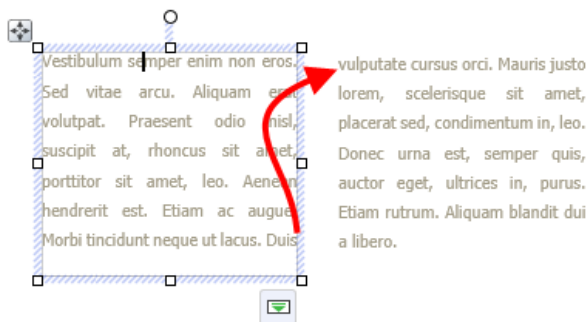 Vestibulum semper enim non eros.
Sed vitae arcu. Aliquam erat
volutpat. Praesent odio nisl,
suscipit at, rhoncus sit amet,
porttitor sit amet, leo. Aenean
hendrerit est. Etiam ac augue.
Morbi tincidunt neque ut lacus. Duis
vulputate cursus orci. Mauris justo
lorem, scelerisque sit amet,
placerat sed, condimentum in, leo.
Donec urna est, semper quis,
auctor eget, ultrices in, purus.
Etiam rutrum. Aliquam blandit dui
a libero.